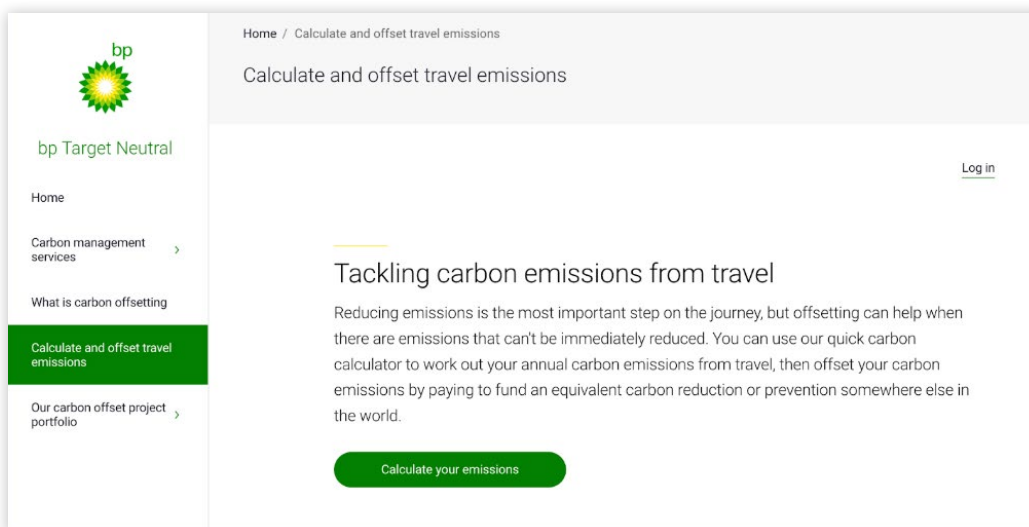 bp
bp Target Neutral
Home
Carbon management
services
What is carbon offsetting
Calculate and offset travel
emissions
Our carbon offset project
portfolio
Home / Calculate and offset travel emissions
Calculate and offset travel emissions
Log in
Tackling carbon emissions from travel
Reducing emissions is the most important step on the journey, but offsetting can help when
there are emissions that can't be immediately reduced. You can use our quick carbon
calculator to work out your annual carbon emissions from travel, then offset your carbon
emissions by paying to fund an equivalent carbon reduction or prevention somewhere else in
the world.
Calculate your emissions